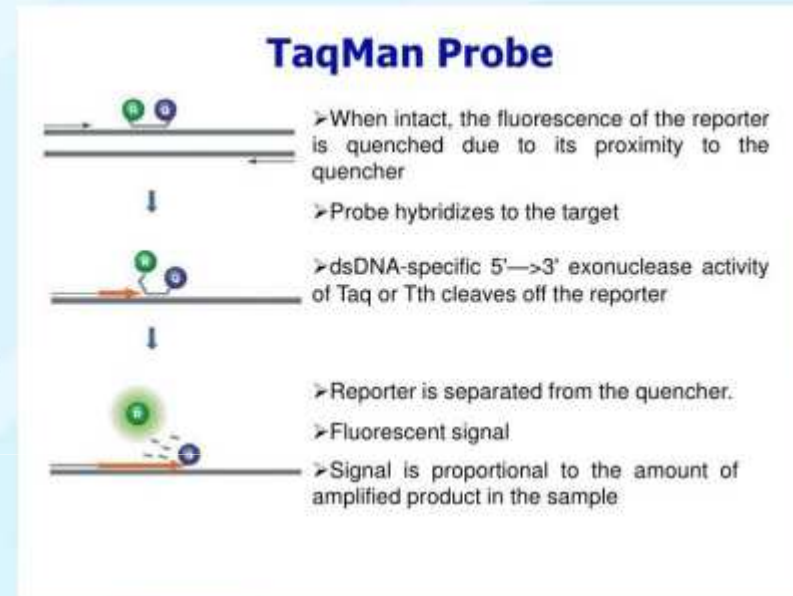 TaqMan Probe
R Q
➢When intact, the fluorescence of the reporter
is quenched due to its proximity to the
quencher
➢Probe hybridizes to the target
R
Q
➢dsDNA-specific 5'—>3' exonuclease activity
of Taq or Tth cleaves off the reporter
➢Reporter is separated from the quencher.
R
➢Fluorescent signal
Q
➢Signal is proportional to the amount of
amplified product in the sample